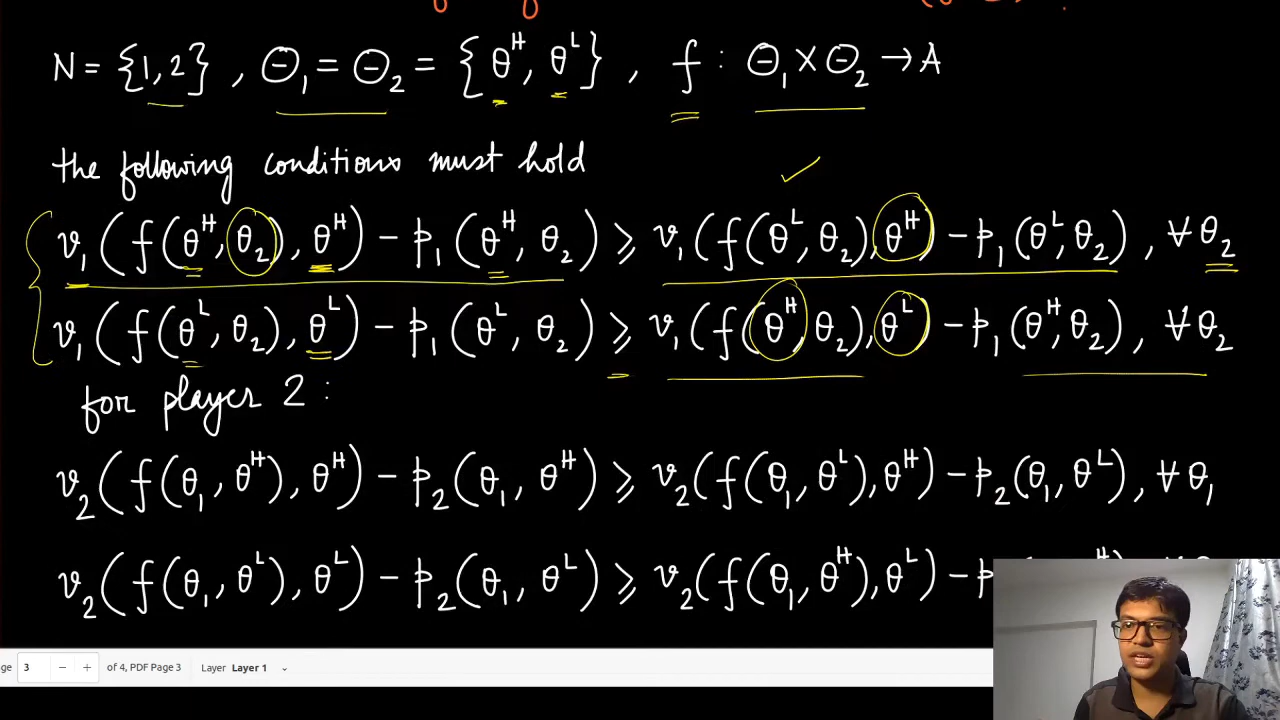 N = {1,2} , Θ₁ = Θ₂ = {θᴴ, θᴸ} , f : Θ₁ × Θ₂ → A
the following conditions must hold
v₁(f(θᴴ, θ₂), θᴴ) − p₁(θᴴ, θ₂) ⩾ v₁(f(θᴸ, θ₂), θᴴ) − p₁(θᴸ, θ₂), ∀ θ₂
v₁(f(θᴸ, θ₂), θᴸ) − p₁(θᴸ, θ₂) ⩾ v₁(f(θᴴ, θ₂), θᴸ) − p₁(θᴴ, θ₂), ∀ θ₂
for player 2 :
v₂(f(θ₁, θᴴ), θᴴ) − p₂(θ₁, θᴴ) ⩾ v₂(f(θ₁, θᴸ), θᴴ) − p₂(θ₁, θᴸ), ∀ θ₁
v₂(f(θ₁, θᴸ), θᴸ) − p₂(θ₁, θᴸ) ⩾ v₂(f(θ₁, θᴴ), θᴸ) −
3 of 4, PDF Page 3 Layer Layer 1